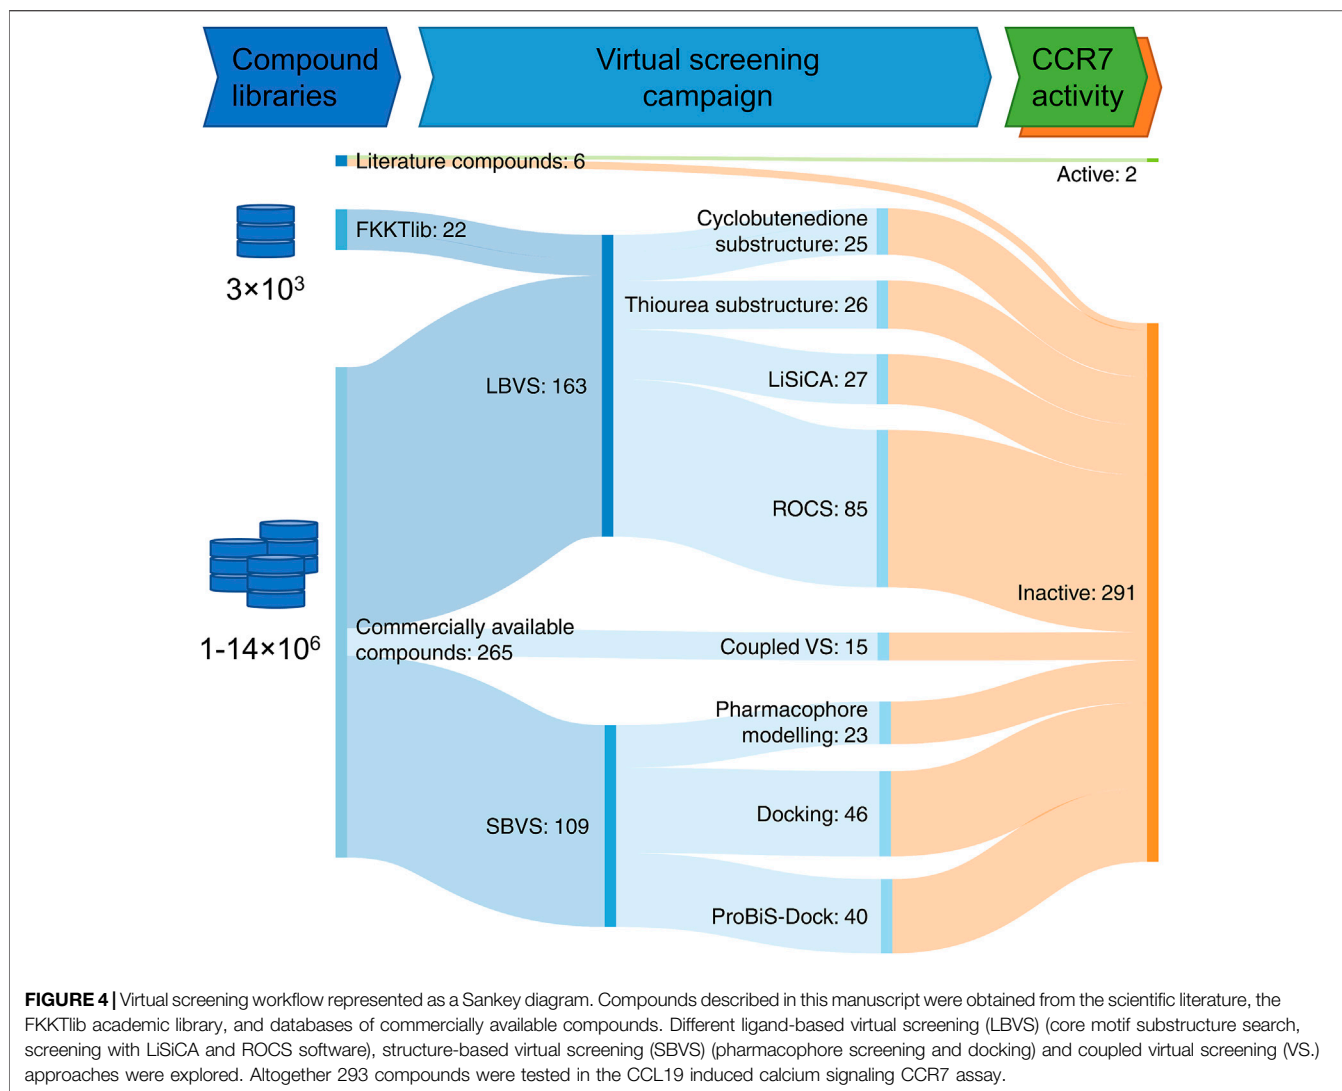 Compound
libraries
Virtual screening
campaign
CCR7
activity
Literature compounds: 6
Active: 2
FKKTlib: 22
3×10³
Cyclobutenedione
substructure: 25
Thiourea substructure: 26
LBVS: 163
LiSiCA: 27
ROCS: 85
Inactive: 291
1-14×10⁶
Commercially available
compounds: 265
Coupled VS: 15
Pharmacophore
modelling: 23
SBVS: 109
Docking: 46
ProBiS-Dock: 40
FIGURE 4 | Virtual screening workflow represented as a Sankey diagram. Compounds described in this manuscript were obtained from the scientific literature, the
FKKTlib academic library, and databases of commercially available compounds. Different ligand-based virtual screening (LBVS) (core motif substructure search,
screening with LiSiCA and ROCS software), structure-based virtual screening (SBVS) (pharmacophore screening and docking) and coupled virtual screening (VS.)
approaches were explored. Altogether 293 compounds were tested in the CCL19 induced calcium signaling CCR7 assay.